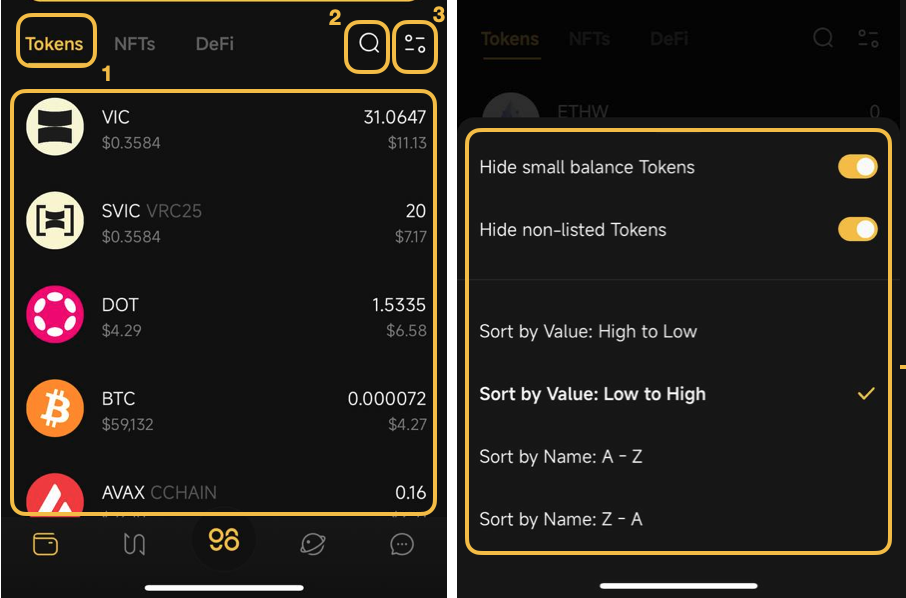 2
3
Tokens
NFTs
DeFi
1
VIC
31.0647
$0.3584
$11.13
SVIC VRC25
20
$0.3584
$7.17
DOT
1.5335
$4.29
$6.58
BTC
0.000072
$59,132
$4.27
AVAX CCHAIN
0.16
Tokens
NFTs
DeFi
ETHW
0
Hide small balance Tokens
Hide non-listed Tokens
Sort by Value: High to Low
Sort by Value: Low to High
Sort by Name: A - Z
Sort by Name: Z - A